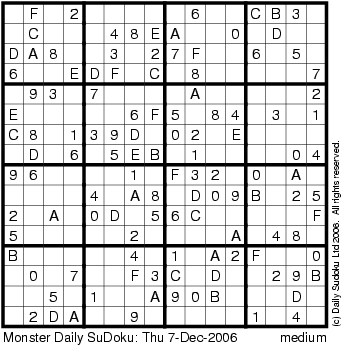 F 2 6 C B 3
C 4 8 E A 0 D
D A 8 3 2 7 F 6 5
6 E D F C 8 7
9 3 7 A 2
E 6 F 5 8 4 3 1
C 8 1 3 9 D 0 2 E
D 6 5 E B 1 0 4
9 6 1 F 3 2 0 A
4 A 8 D 0 9 B 2 5
2 A 0 D 5 6 C F
5 2 A 4 8
B 4 1 A 2 F 0
0 7 F 3 C D 2 9 B
5 1 A 9 0 B D
2 D A 9 1 4
Monster Daily SuDoku: Thu 7-Dec-2006 medium
(c) Daily Sudoku Ltd 2006. All rights reserved.